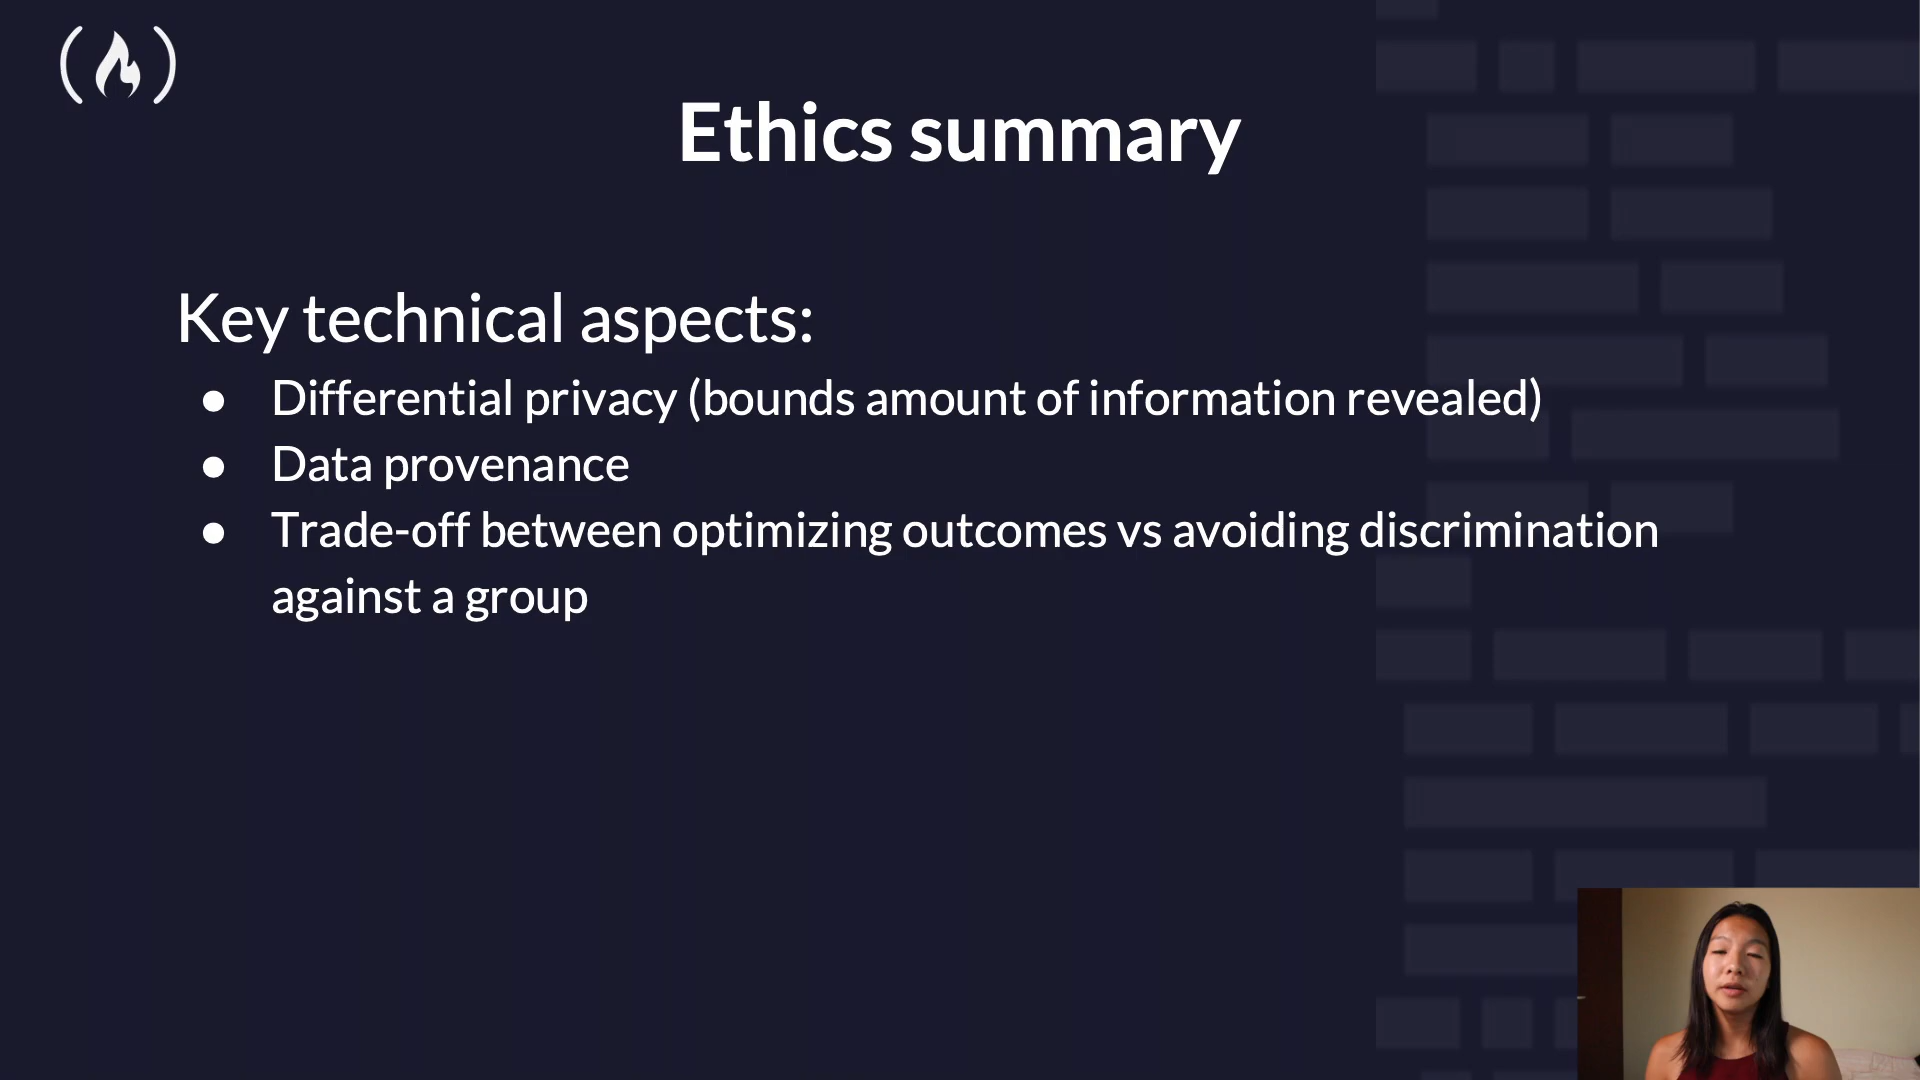 Ethics summary
Key technical aspects:
● Differential privacy (bounds amount of information revealed)
● Data provenance
● Trade-off between optimizing outcomes vs avoiding discrimination
against a group